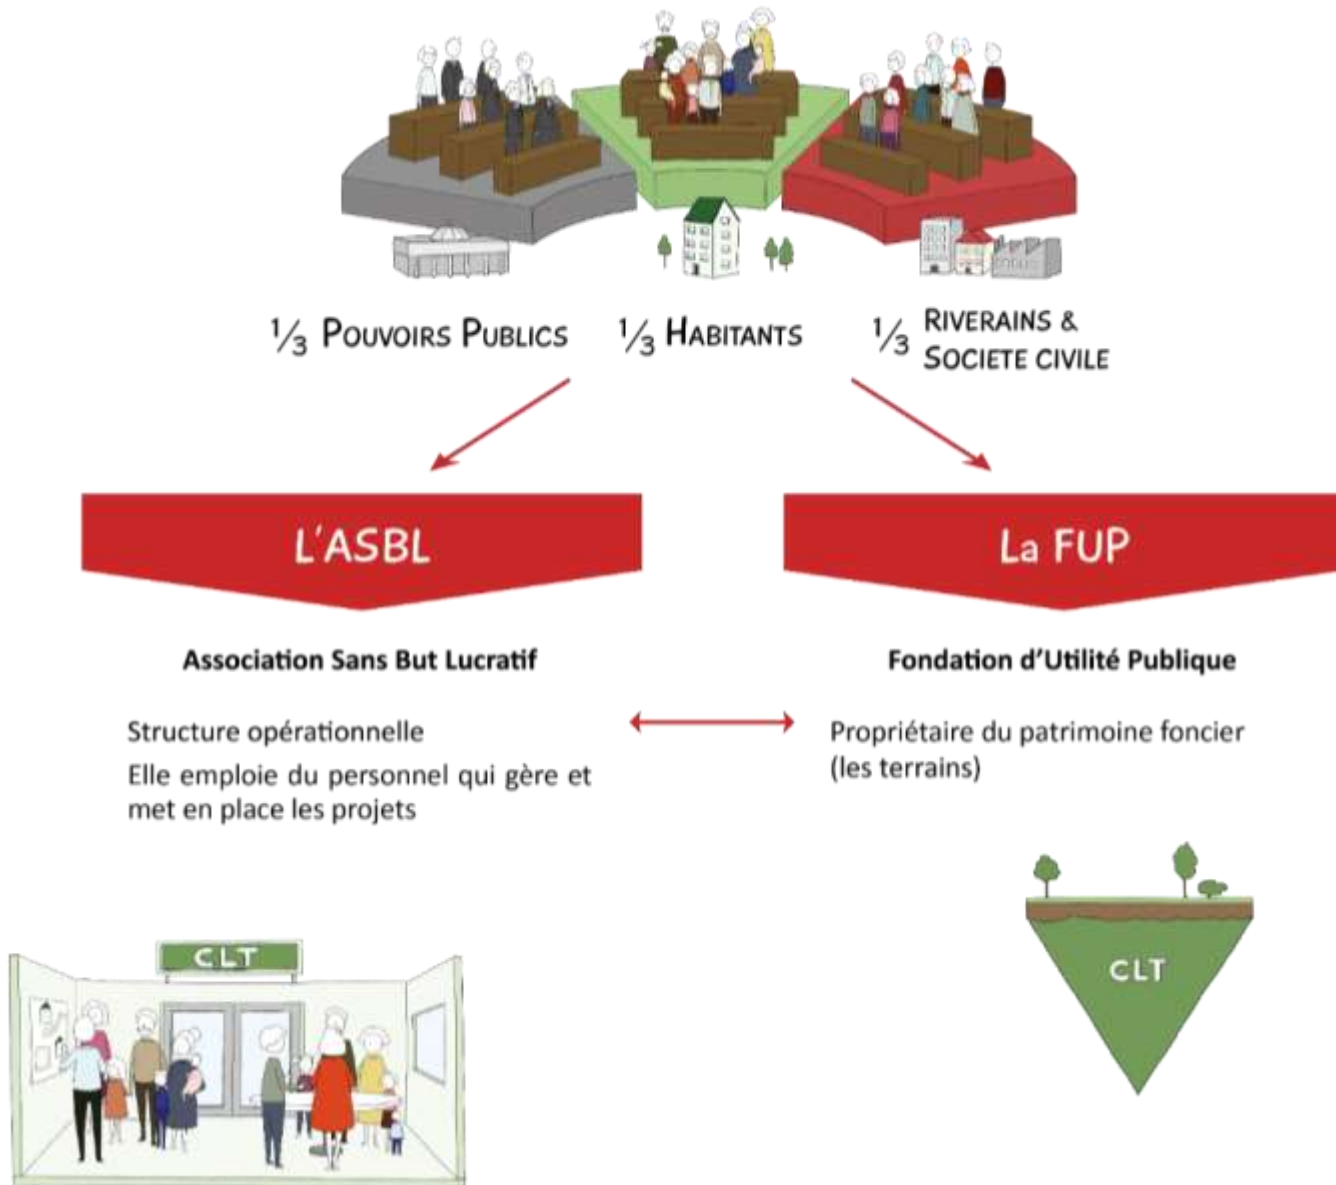 1/3 POUVOIRS PUBLICS
1/3 HABITANTS
1/3 RIVERAINS &
SOCIETE CIVILE
L'ASBL
Association Sans But Lucratif
Structure opérationnelle
Elle emploie du personnel qui gère et
met en place les projets
CLT
La FUP
Fondation d'Utilité Publique
Propriétaire du patrimoine foncier
(les terrains)
CLT